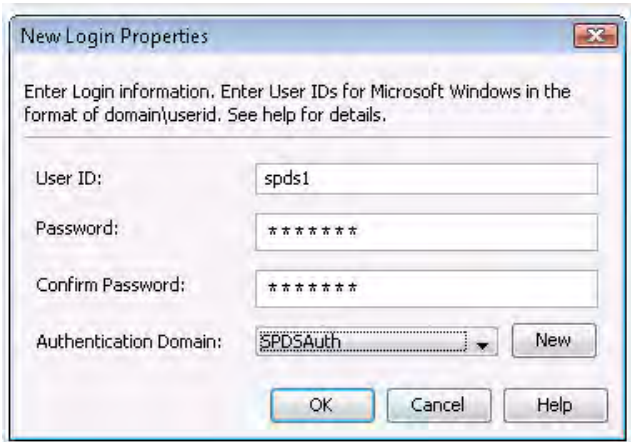 New Login Properties
Enter Login information. Enter User IDs for Microsoft Windows in the
format of domain\userid. See help for details.
User ID: spds1
Password: *******
Confirm Password: *******
Authentication Domain: SPDSAuth New
OK Cancel Help